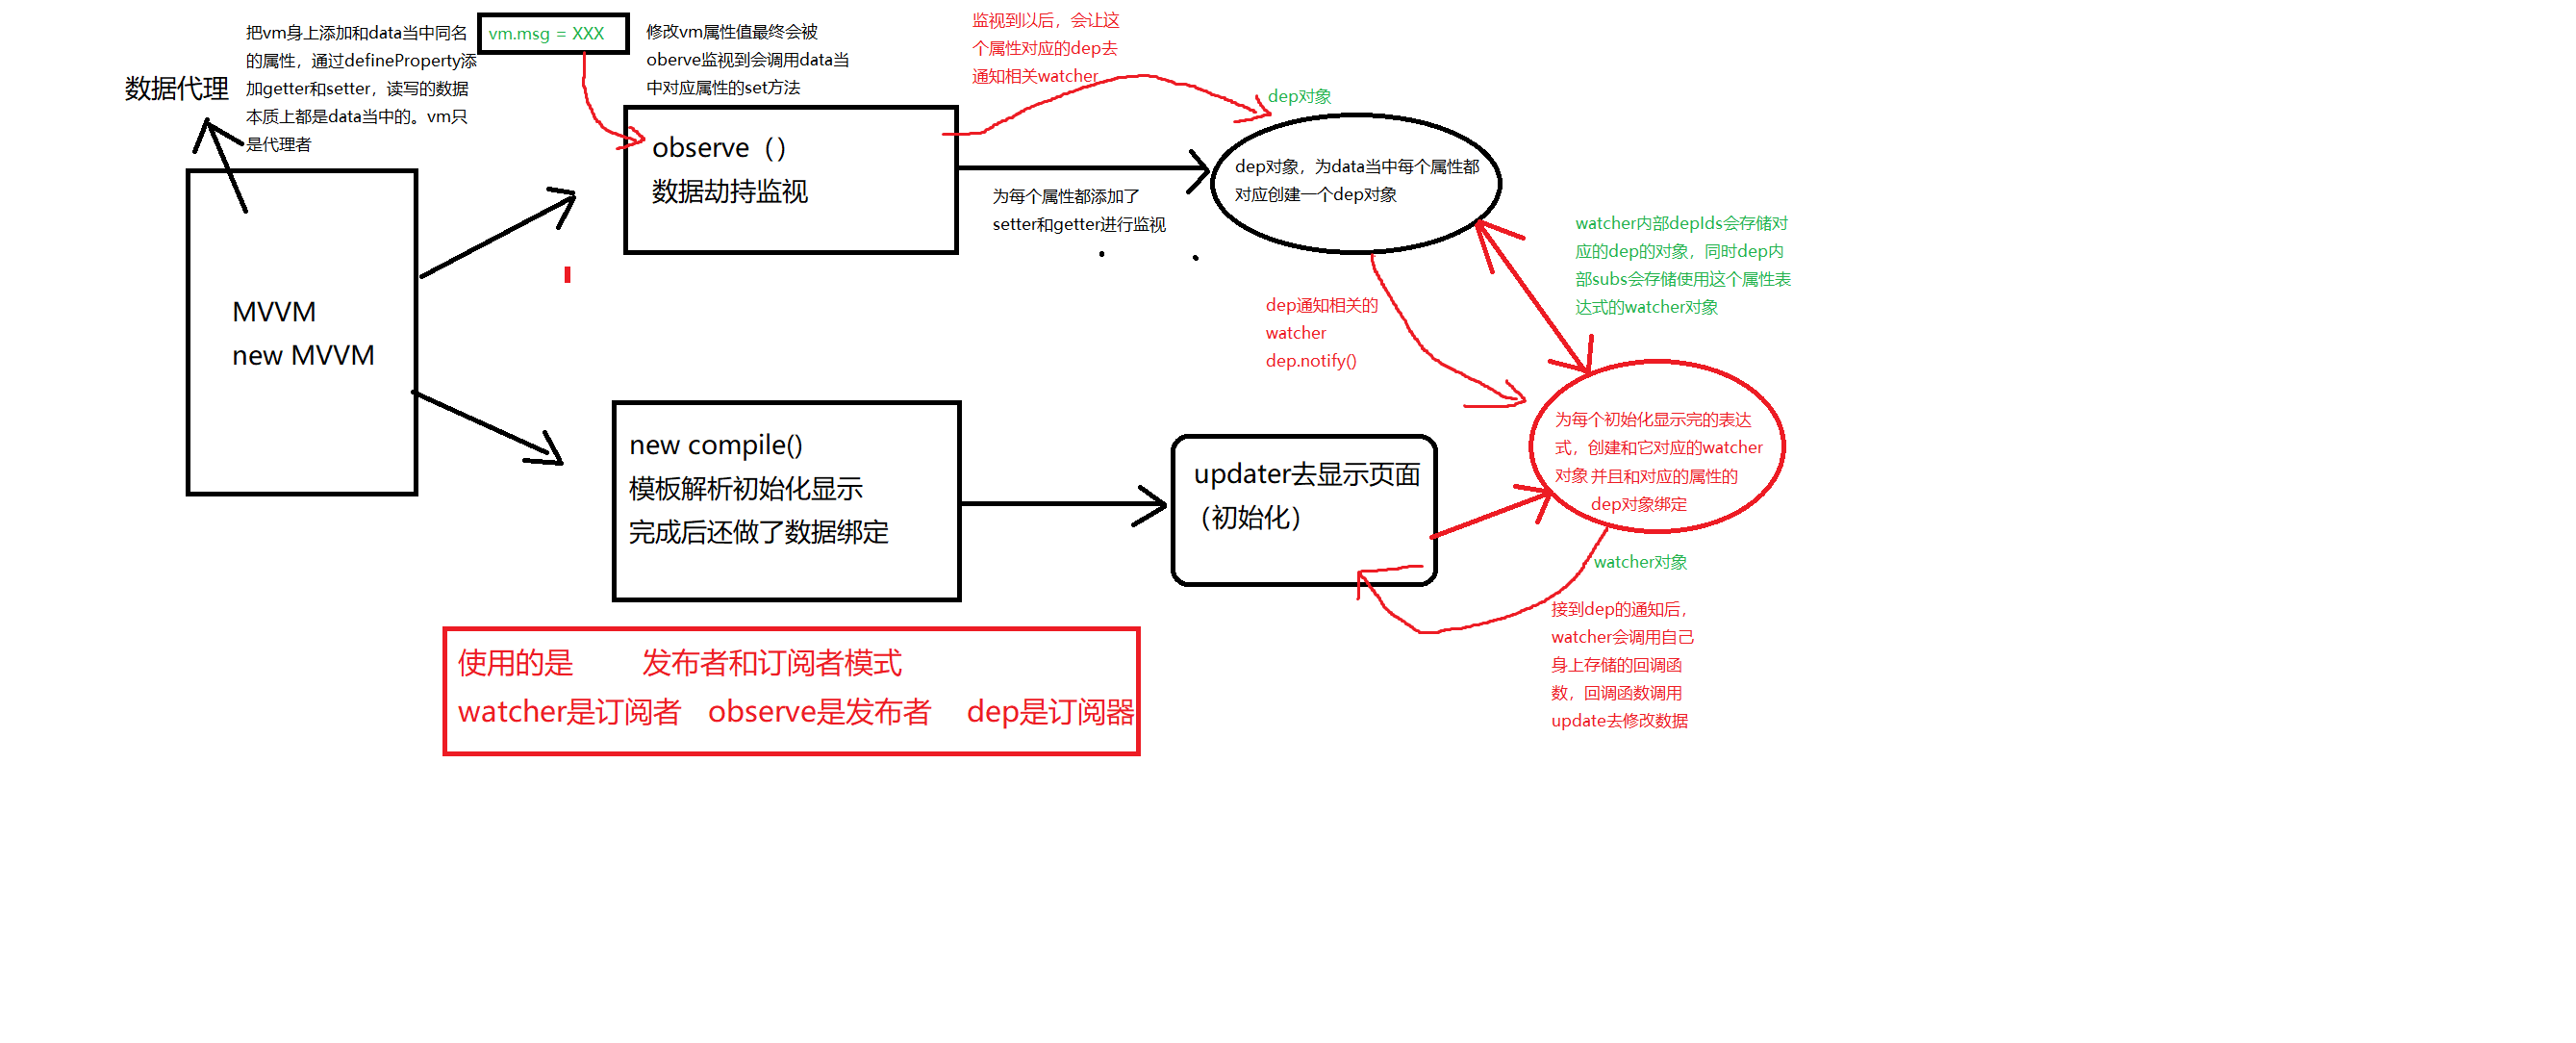 数据代理
把vm身上添加和data当中同名
的属性，通过defineProperty添
加getter和setter，读写的数据
本质上都是data当中的。vm只
是代理者
vm.msg = XXX
修改vm属性值最终会被
oberve监视到会调用data当
中对应属性的set方法
监视到以后，会让这
个属性对应的dep去
通知相关watcher
dep对象
observe（）
数据劫持监视
为每个属性都添加了
setter和getter进行监视
dep对象，为data当中每个属性都
对应创建一个dep对象
watcher内部depIds会存储对
应的dep的对象，同时dep内
部subs会存储使用这个属性表
达式的watcher对象
MVVM
new MVVM
dep通知相关的
watcher
dep.notify()
new compile()
模板解析初始化显示
完成后还做了数据绑定
updater去显示页面
（初始化）
为每个初始化显示完的表达
式，创建和它对应的watcher
对象 并且和对应的属性的
dep对象绑定
watcher对象
接到dep的通知后，
watcher会调用自己
身上存储的回调函
数，回调函数调用
update去修改数据
使用的是 发布者和订阅者模式
watcher是订阅者 observe是发布者 dep是订阅器